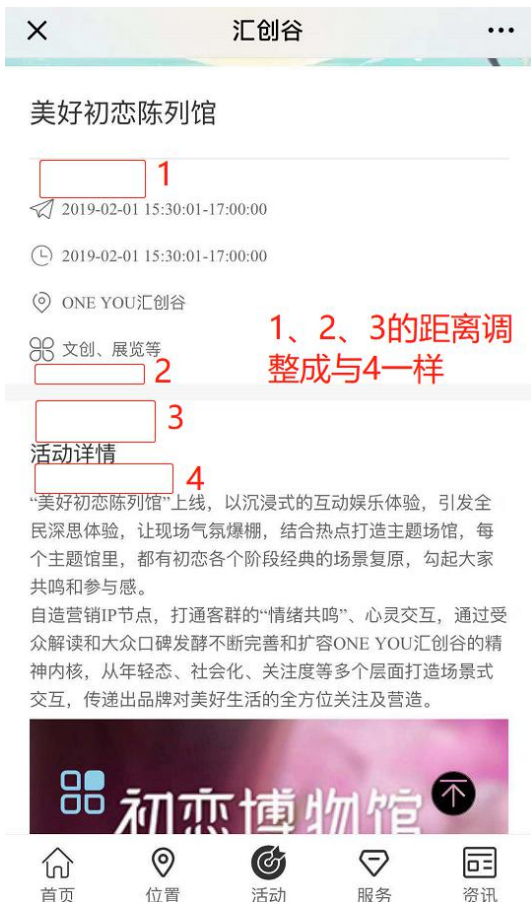 汇创谷
美好初恋陈列馆
1
2019-02-01 15:30:01-17:00:00
2019-02-01 15:30:01-17:00:00
ONE YOU汇创谷
1、2、3的距离调
整成与4一样
文创、展览等
2
3
活动详情
4
“美好初恋陈列馆”上线，以沉浸式的互动娱乐体验，引发全
民深思体验，让现场气氛爆棚，结合热点打造主题场馆，每
个主题馆里，都有初恋各个阶段经典的场景复原，勾起大家
共鸣和参与感。
自造营销IP节点，打通客群的“情绪共鸣”、心灵交互，通过受
众解读和大众口碑发酵不断完善和扩容ONE YOU汇创谷的精
神内核，从年轻态、社会化、关注度等多个层面打造场景式
交互，传递出品牌对美好生活的全方位关注及营造。
初恋博物馆
首页 位置 活动 服务 资讯